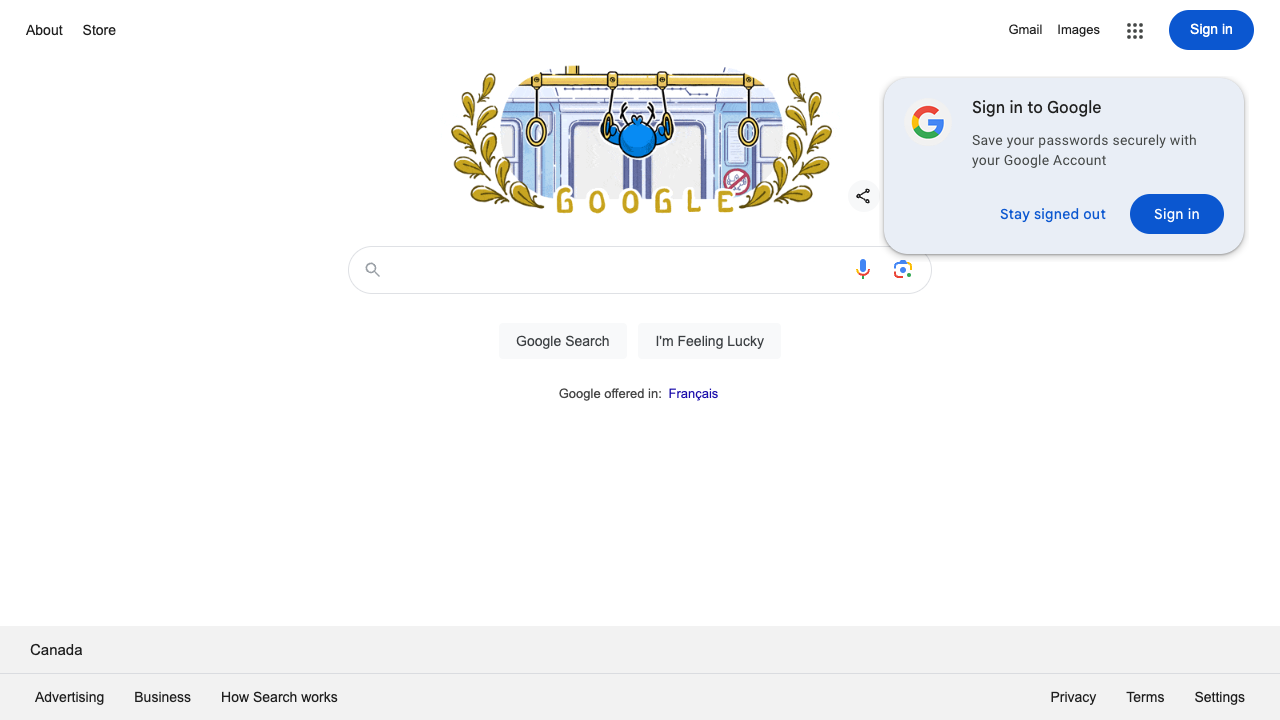 About Store
Gmail Images Sign in
GOOGLE
Sign in to Google
Save your passwords securely with
your Google Account
Stay signed out Sign in
Google Search I'm Feeling Lucky
Google offered in: Français
Canada
Advertising Business How Search works
Privacy Terms Settings